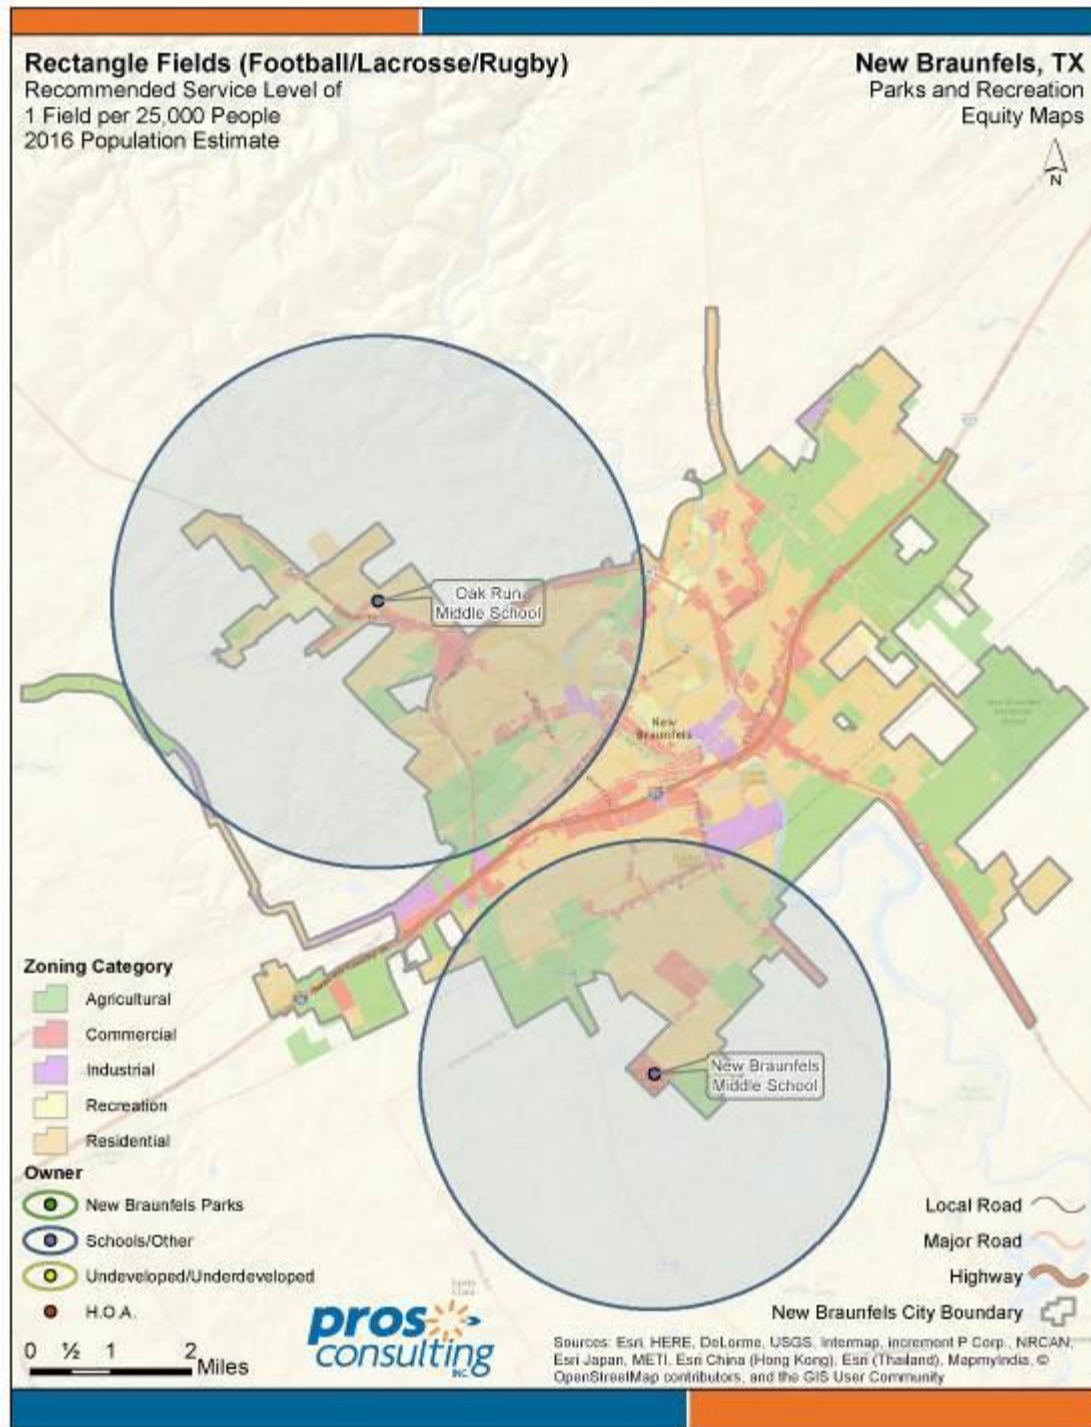 Rectangle Fields (Football/Lacrosse/Rugby)
Recommended Service Level of
1 Field per 25,000 People
2016 Population Estimate
New Braunfels, TX
Parks and Recreation
Equity Maps
N
Oak Run
Middle School
New
Braunfels
New Braunfels
Middle School
Zoning Category
Agricultural
Commercial
Industrial
Recreation
Residential
Owner
New Braunfels Parks
Schools/Other
Undeveloped/Underdeveloped
H.O.A.
0 ½ 1 2 Miles
pros
consulting
INC
Local Road
Major Road
Highway
New Braunfels City Boundary
Sources: Esri, HERE, DeLorme, USGS, Intermap, increment P Corp., NRCAN,
Esri Japan, METI, Esri China (Hong Kong), Esri (Thailand), MapmyIndia, ©
OpenStreetMap contributors, and the GIS User Community